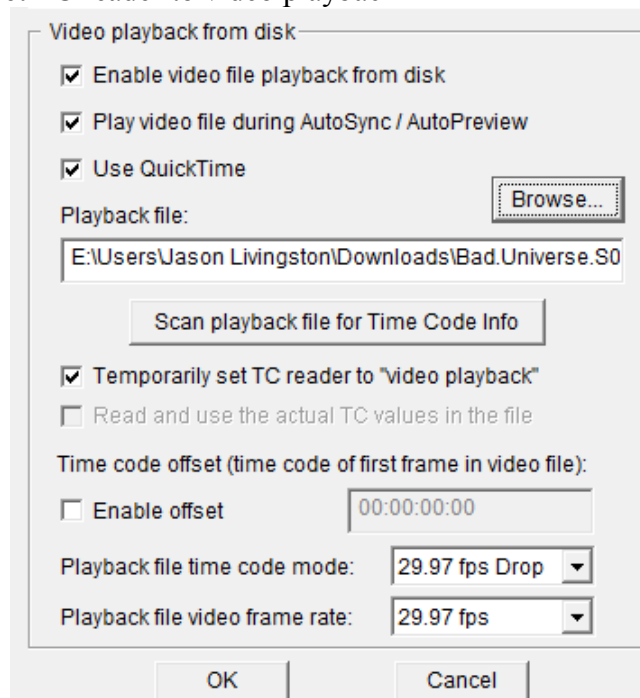 Video playback from disk
Enable video file playback from disk
Play video file during AutoSync / AutoPreview
Use QuickTime
Browse...
Playback file:
E:\Users\Jason Livingston\Downloads\Bad.Universe.S0
Scan playback file for Time Code Info
Temporarily set TC reader to "video playback"
Read and use the actual TC values in the file
Time code offset (time code of first frame in video file):
Enable offset 00:00:00:00
Playback file time code mode: 29.97 fps Drop
Playback file video frame rate: 29.97 fps
OK Cancel